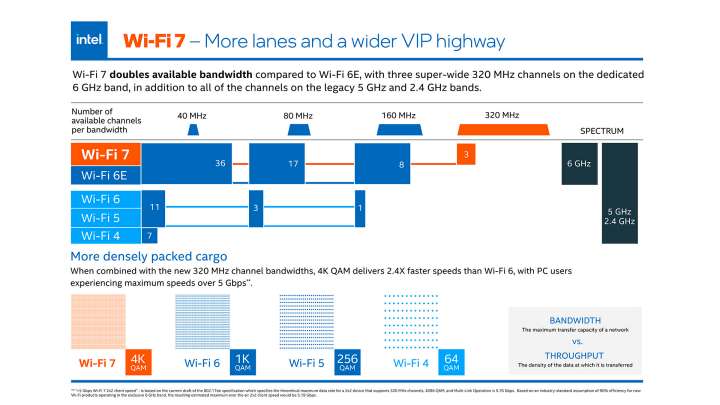 intel
Wi-Fi 7 – More lanes and a wider VIP highway
Wi-Fi 7 doubles available bandwidth compared to Wi-Fi 6E, with three super-wide 320 MHz channels on the dedicated
6 GHz band, in addition to all of the channels on the legacy 5 GHz and 2.4 GHz bands.
Number of
available channels
per bandwidth
40 MHz
80 MHz
160 MHz
320 MHz
SPECTRUM
Wi-Fi 7
Wi-Fi 6E
36
17
8
3
6 GHz
Wi-Fi 6
Wi-Fi 5
11
3
1
5 GHz
2.4 GHz
Wi-Fi 4
7
More densely packed cargo
When combined with the new 320 MHz channel bandwidths, 4K QAM delivers 2.4X faster speeds than Wi-Fi 6, with PC users
experiencing maximum speeds over 5 Gbps**.
Wi-Fi 7
4K
QAM
Wi-Fi 6
1K
QAM
Wi-Fi 5
256
QAM
Wi-Fi 4
64
QAM
BANDWIDTH
The maximum transfer capacity of a network
vs.
THROUGHPUT
The density of the data at which it is transferred